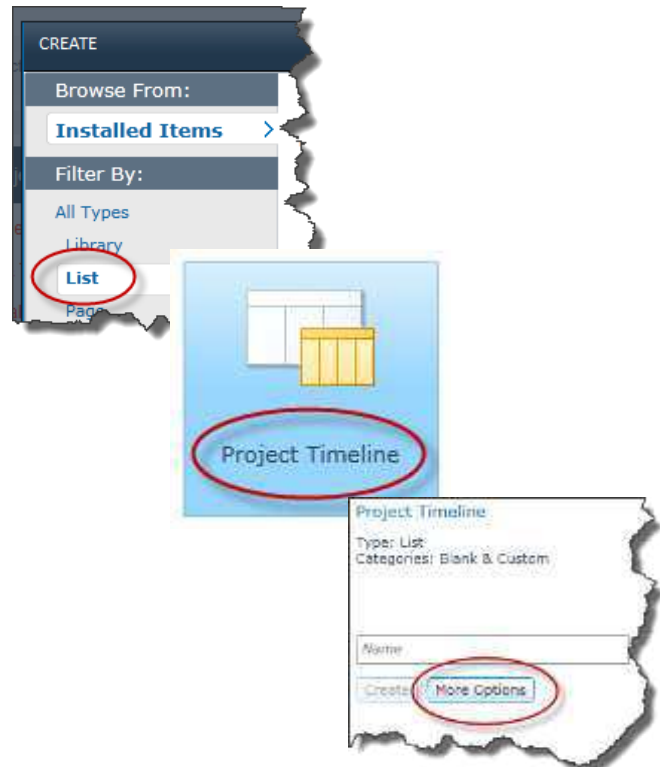 CREATE
Browse From:
Installed Items >
Filter By:
All Types
Library
List
Page
Project Timeline
Project Timeline
Type: List
Categories: Blank & Custom
Name
Create
More Options